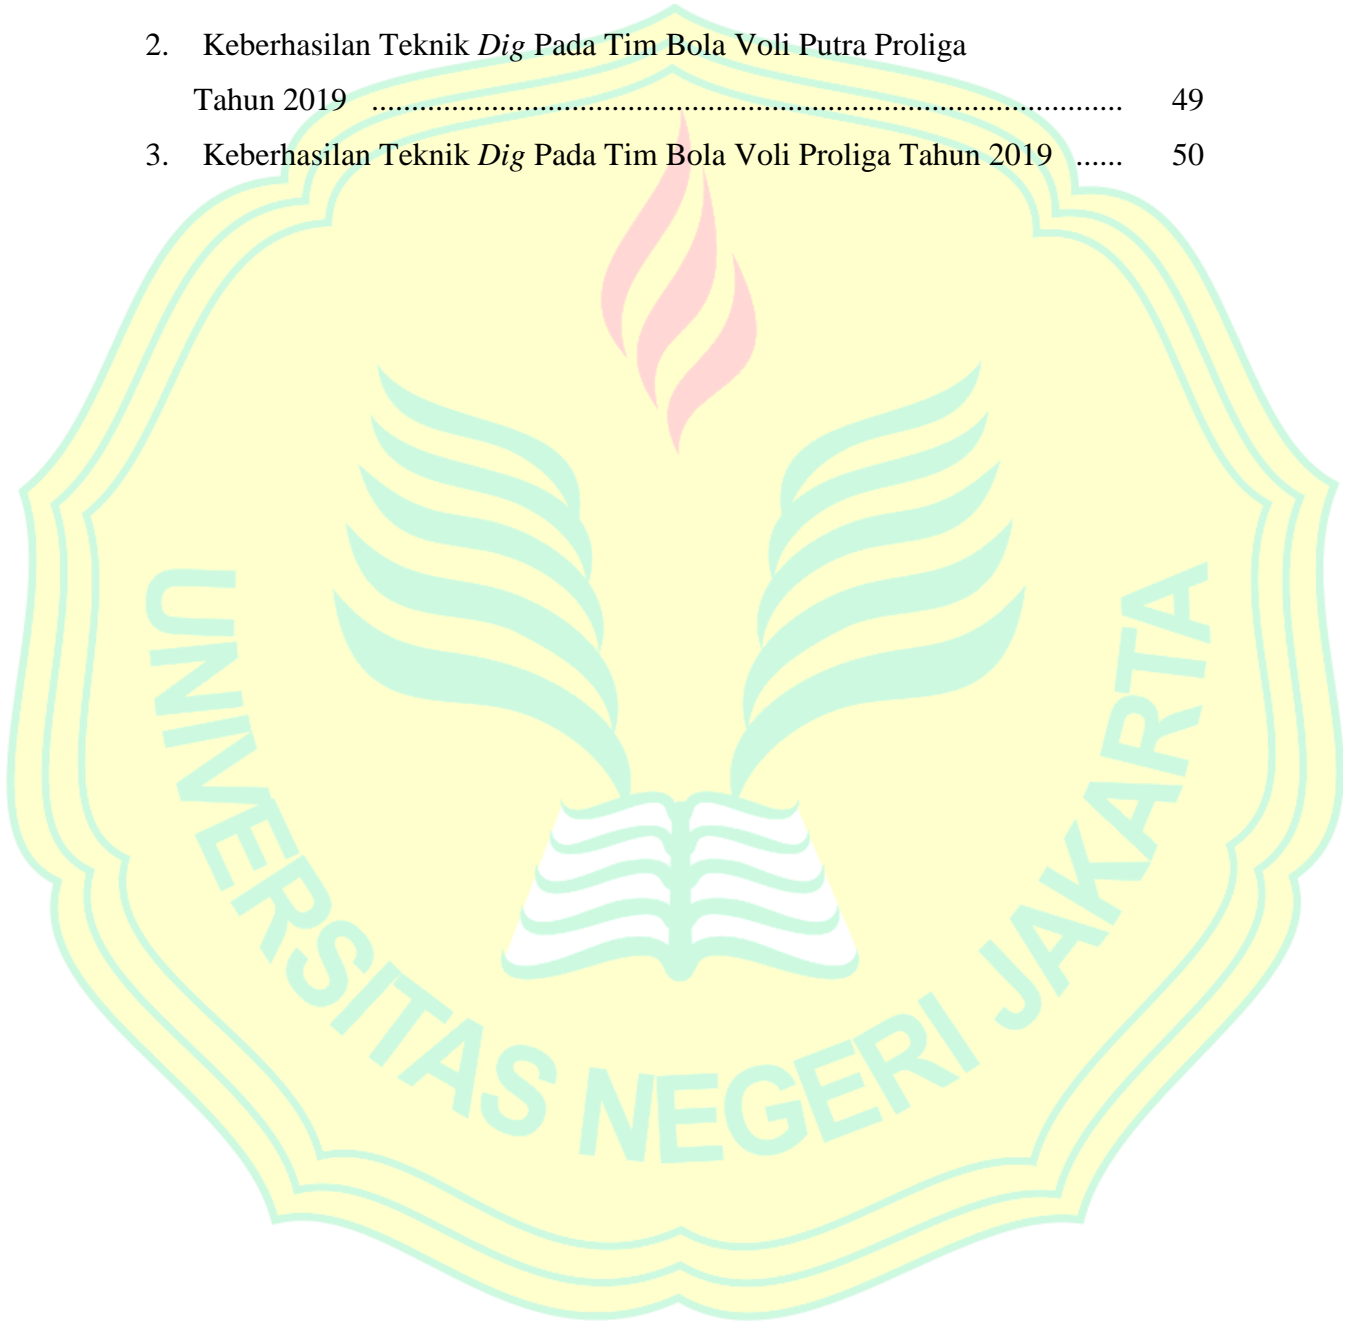 2. Keberhasilan Teknik Dig Pada Tim Bola Voli Putra Proliga
Tahun 2019 ............................................................................................... 49
3. Keberhasilan Teknik Dig Pada Tim Bola Voli Proliga Tahun 2019 ...... 50
UNIVERSITAS NEGERI JAKARTA